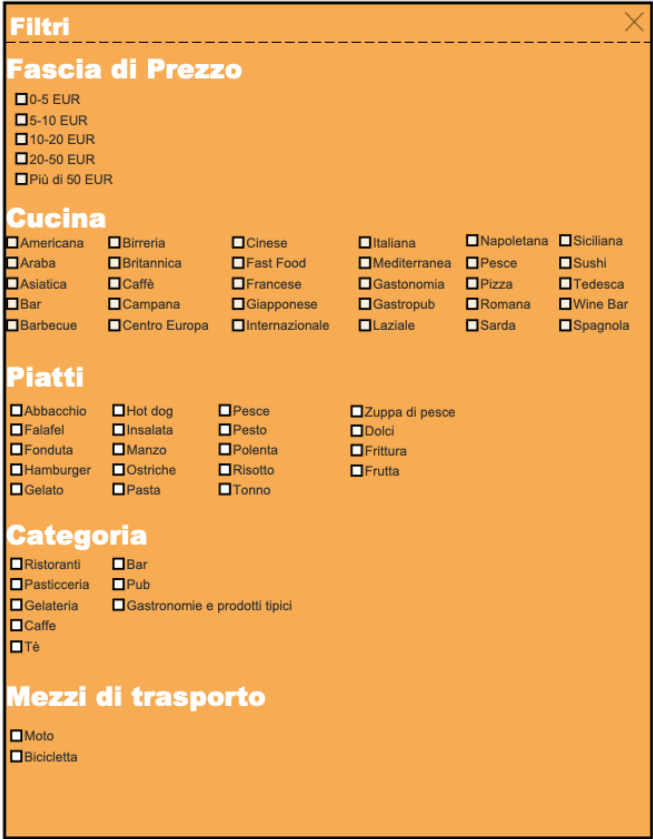 Filtri
Fascia di Prezzo
0-5 EUR
5-10 EUR
10-20 EUR
20-50 EUR
Più di 50 EUR
Cucina
Americana Birreria Cinese Italiana Napoletana Siciliana
Araba Britannica Fast Food Mediterranea Pesce Sushi
Asiatica Caffè Francese Gastonomia Pizza Tedesca
Bar Campana Giapponese Gastropub Romana Wine Bar
Barbecue Centro Europa Internazionale Laziale Sarda Spagnola
Piatti
Abbacchio Hot dog Pesce Zuppa di pesce
Falafel Insalata Pesto Dolci
Fonduta Manzo Polenta Frittura
Hamburger Ostriche Risotto Frutta
Gelato Pasta Tonno
Categoria
Ristoranti Bar
Pasticceria Pub
Gelateria Gastronomie e prodotti tipici
Caffe
Tè
Mezzi di trasporto
Moto
Bicicletta